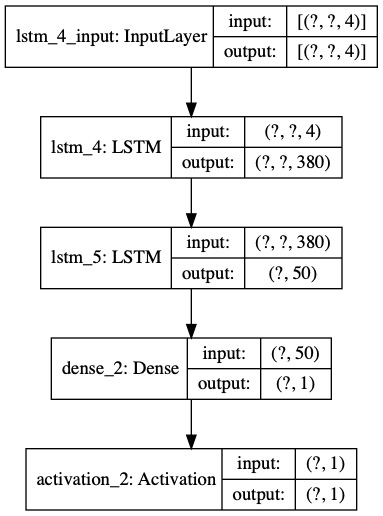 lstm_4_input: InputLayer
input: [(?, ?, 4)]
output: [(?, ?, 4)]
lstm_4: LSTM
input: (?, ?, 4)
output: (?, ?, 380)
lstm_5: LSTM
input: (?, ?, 380)
output: (?, 50)
dense_2: Dense
input: (?, 50)
output: (?, 1)
activation_2: Activation
input: (?, 1)
output: (?, 1)